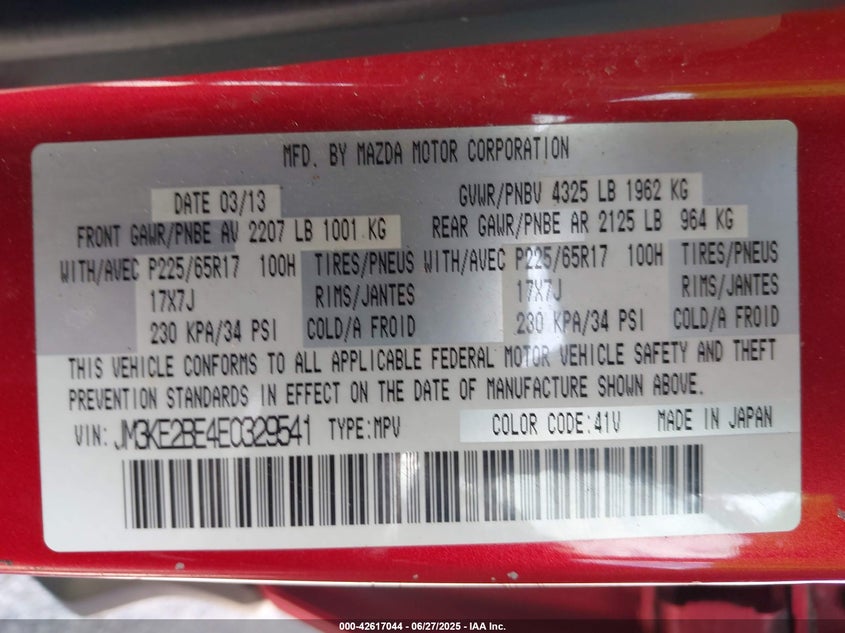 MFD. BY MAZDA MOTOR CORPORATION
DATE 03/13 GVWR/PNBV 4325 LB 1962 KG
FRONT GAWR/PNBE AV 2207 LB 1001 KG REAR GAWR/PNBE AR 2125 LB 964 KG
WITH/AVEC P225/65R17 100H TIRES/PNEUS WITH/AVEC P225/65R17 100H TIRES/PNEUS
17X7J RIMS/JANTES 17X7J RIMS/JANTES
230 KPA/34 PSI COLD/A FROID 230 KPA/34 PSI COLD/A FROID
THIS VEHICLE CONFORMS TO ALL APPLICABLE FEDERAL MOTOR VEHICLE SAFETY AND THEFT
PREVENTION STANDARDS IN EFFECT ON THE DATE OF MANUFACTURE SHOWN ABOVE.
VIN: JM3KE2BE4E0329541 TYPE:MPV COLOR CODE:41V MADE IN JAPAN
000-42617044 - 06/27/2025 - IAA Inc.